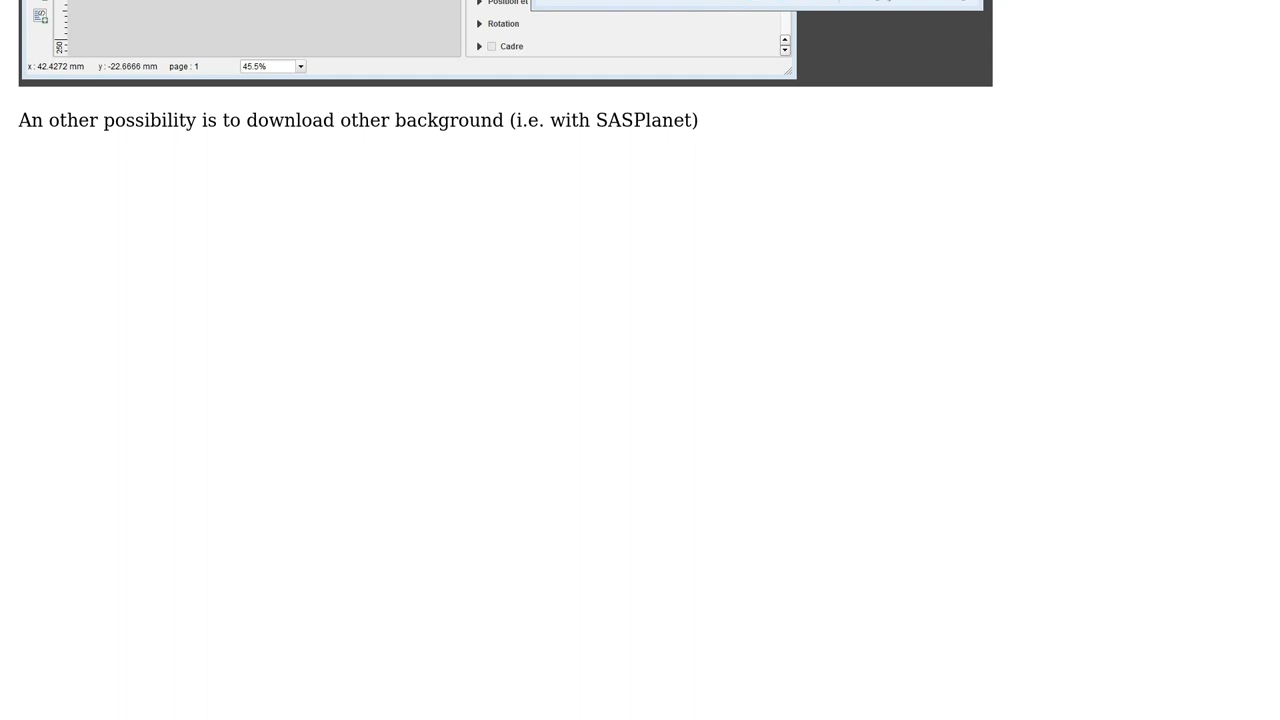 Position et
Rotation
250
Cadre
x : 42.4272 mm y : -22.6666 mm page : 1 45.5%
An other possibility is to download other background (i.e. with SASPlanet)